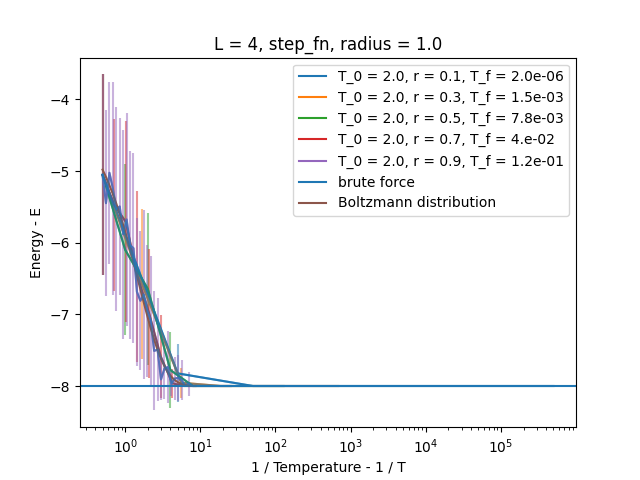 L = 4, step_fn, radius = 1.0
T_0 = 2.0, r = 0.1, T_f = 2.0e-06
T_0 = 2.0, r = 0.3, T_f = 1.5e-03
T_0 = 2.0, r = 0.5, T_f = 7.8e-03
T_0 = 2.0, r = 0.7, T_f = 4.e-02
T_0 = 2.0, r = 0.9, T_f = 1.2e-01
brute force
Boltzmann distribution
Energy - E
−4
−5
−6
−7
−8
10⁰ 10¹ 10² 10³ 10⁴ 10⁵
1 / Temperature - 1 / T